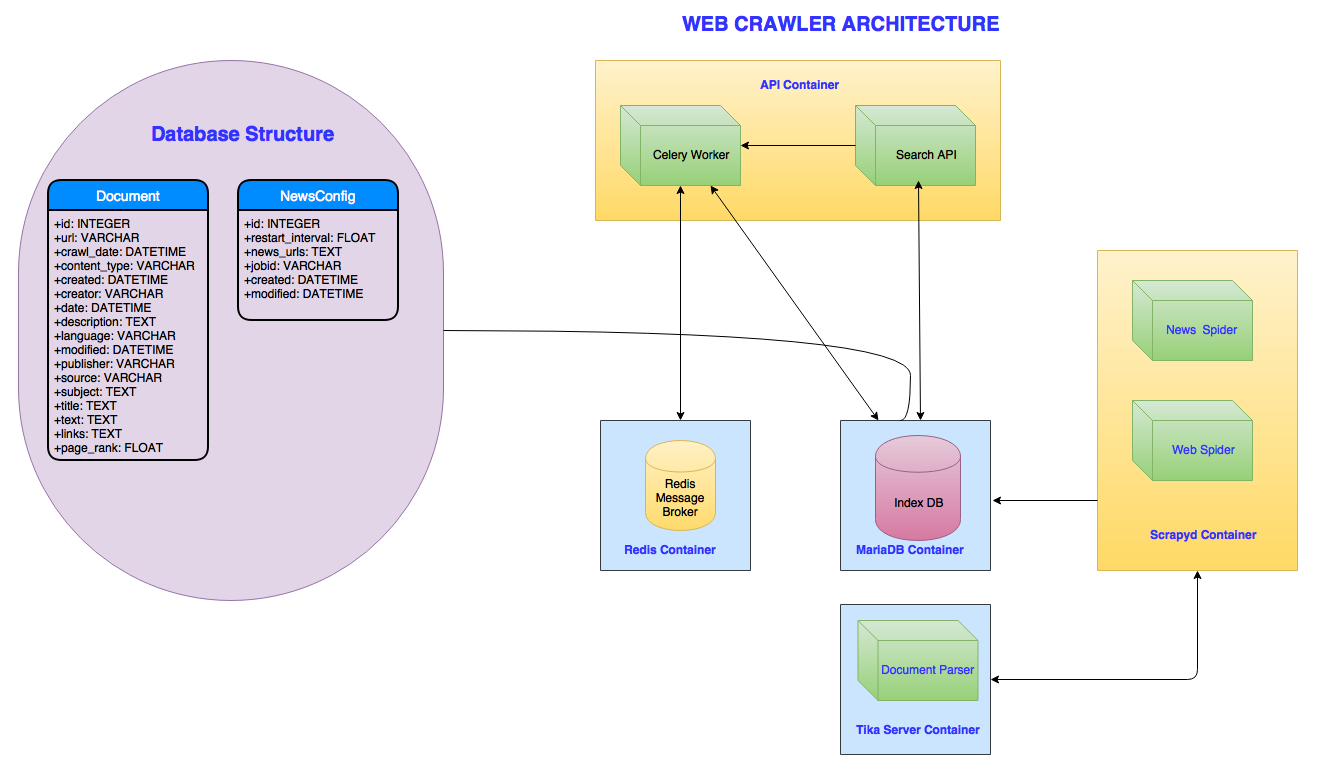 WEB CRAWLER ARCHITECTURE
Database Structure
Document
+id: INTEGER
+url: VARCHAR
+crawl_date: DATETIME
+content_type: VARCHAR
+created: DATETIME
+creator: VARCHAR
+date: DATETIME
+description: TEXT
+language: VARCHAR
+modified: DATETIME
+publisher: VARCHAR
+source: VARCHAR
+subject: TEXT
+title: TEXT
+text: TEXT
+links: TEXT
+page_rank: FLOAT
NewsConfig
+id: INTEGER
+restart_interval: FLOAT
+news_urls: TEXT
+jobid: VARCHAR
+created: DATETIME
+modified: DATETIME
API Container
Celery Worker
Search API
Redis
Message
Broker
Redis Container
Index DB
MariaDB Container
News Spider
Web Spider
Scrapyd Container
Document Parser
Tika Server Container